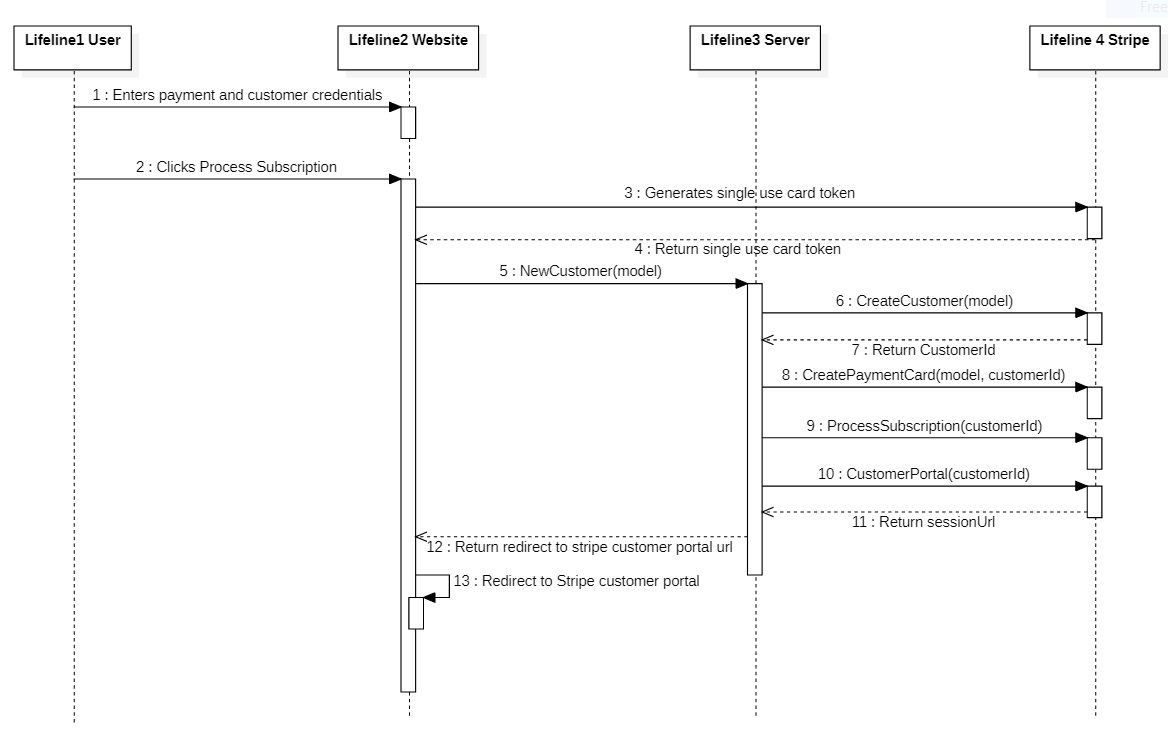 Free
Lifeline1 User
Lifeline2 Website
Lifeline3 Server
Lifeline 4 Stripe
1 : Enters payment and customer credentials
2 : Clicks Process Subscription
3 : Generates single use card token
4 : Return single use card token
5 : NewCustomer(model)
6 : CreateCustomer(model)
7 : Return CustomerId
8 : CreatePaymentCard(model, customerId)
9 : ProcessSubscription(customerId)
10 : CustomerPortal(customerId)
11 : Return sessionUrl
12 : Return redirect to stripe customer portal url
13 : Redirect to Stripe customer portal